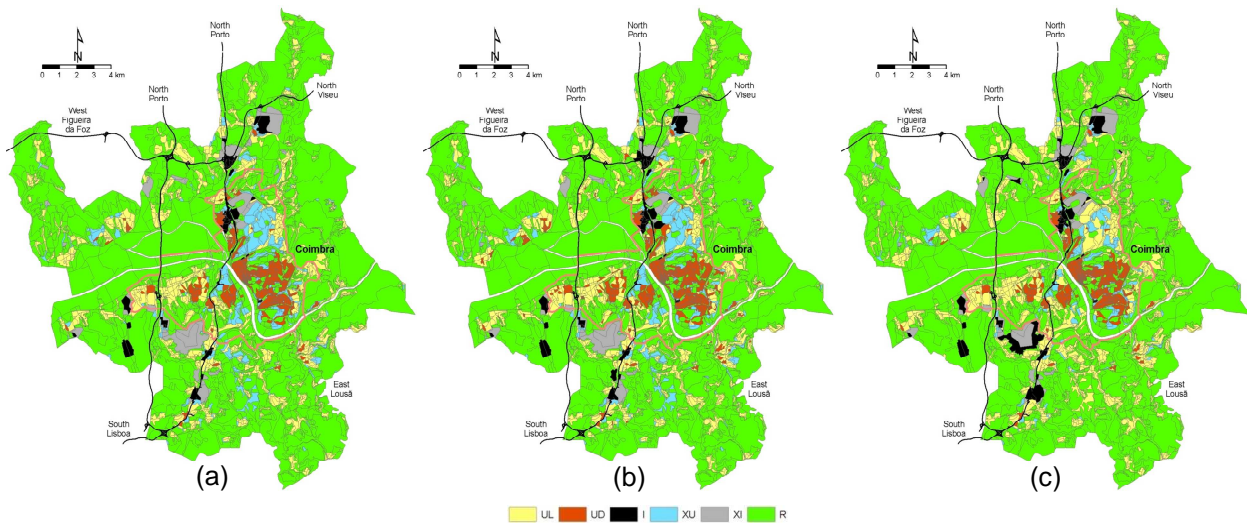 North
Porto
N
0 1 2 3 4 km
North
Porto
North
Viseu
West
Figueira
da Foz
Coimbra
East
Lousã
South
Lisboa
(a)
North
Porto
N
0 1 2 3 4 km
North
Porto
North
Viseu
West
Figueira
da Foz
Coimbra
East
Lousã
South
Lisboa
(b)
North
Porto
N
0 1 2 3 4 km
North
Porto
North
Viseu
West
Figueira
da Foz
Coimbra
East
Lousã
South
Lisboa
(c)
UL UD I XU XI R